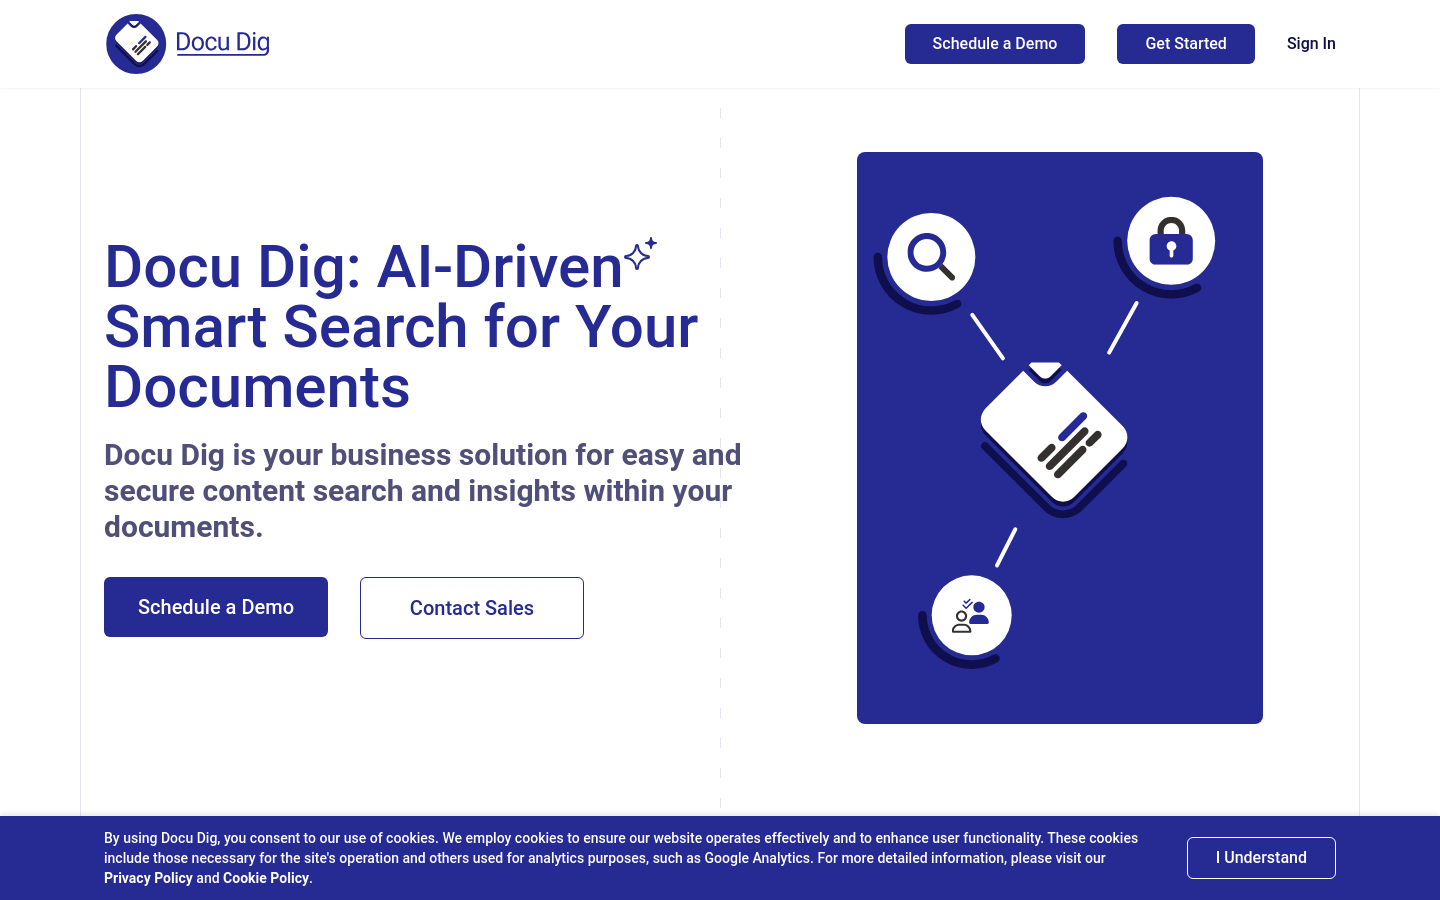 Docu Dig
Schedule a Demo
Get Started
Sign In
Docu Dig: AI-Driven
Smart Search for Your
Documents
Docu Dig is your business solution for easy and
secure content search and insights within your
documents.
Schedule a Demo
Contact Sales
By using Docu Dig, you consent to our use of cookies. We employ cookies to ensure our website operates effectively and to enhance user functionality. These cookies
include those necessary for the site's operation and others used for analytics purposes, such as Google Analytics. For more detailed information, please visit our
Privacy Policy and Cookie Policy.
I Understand